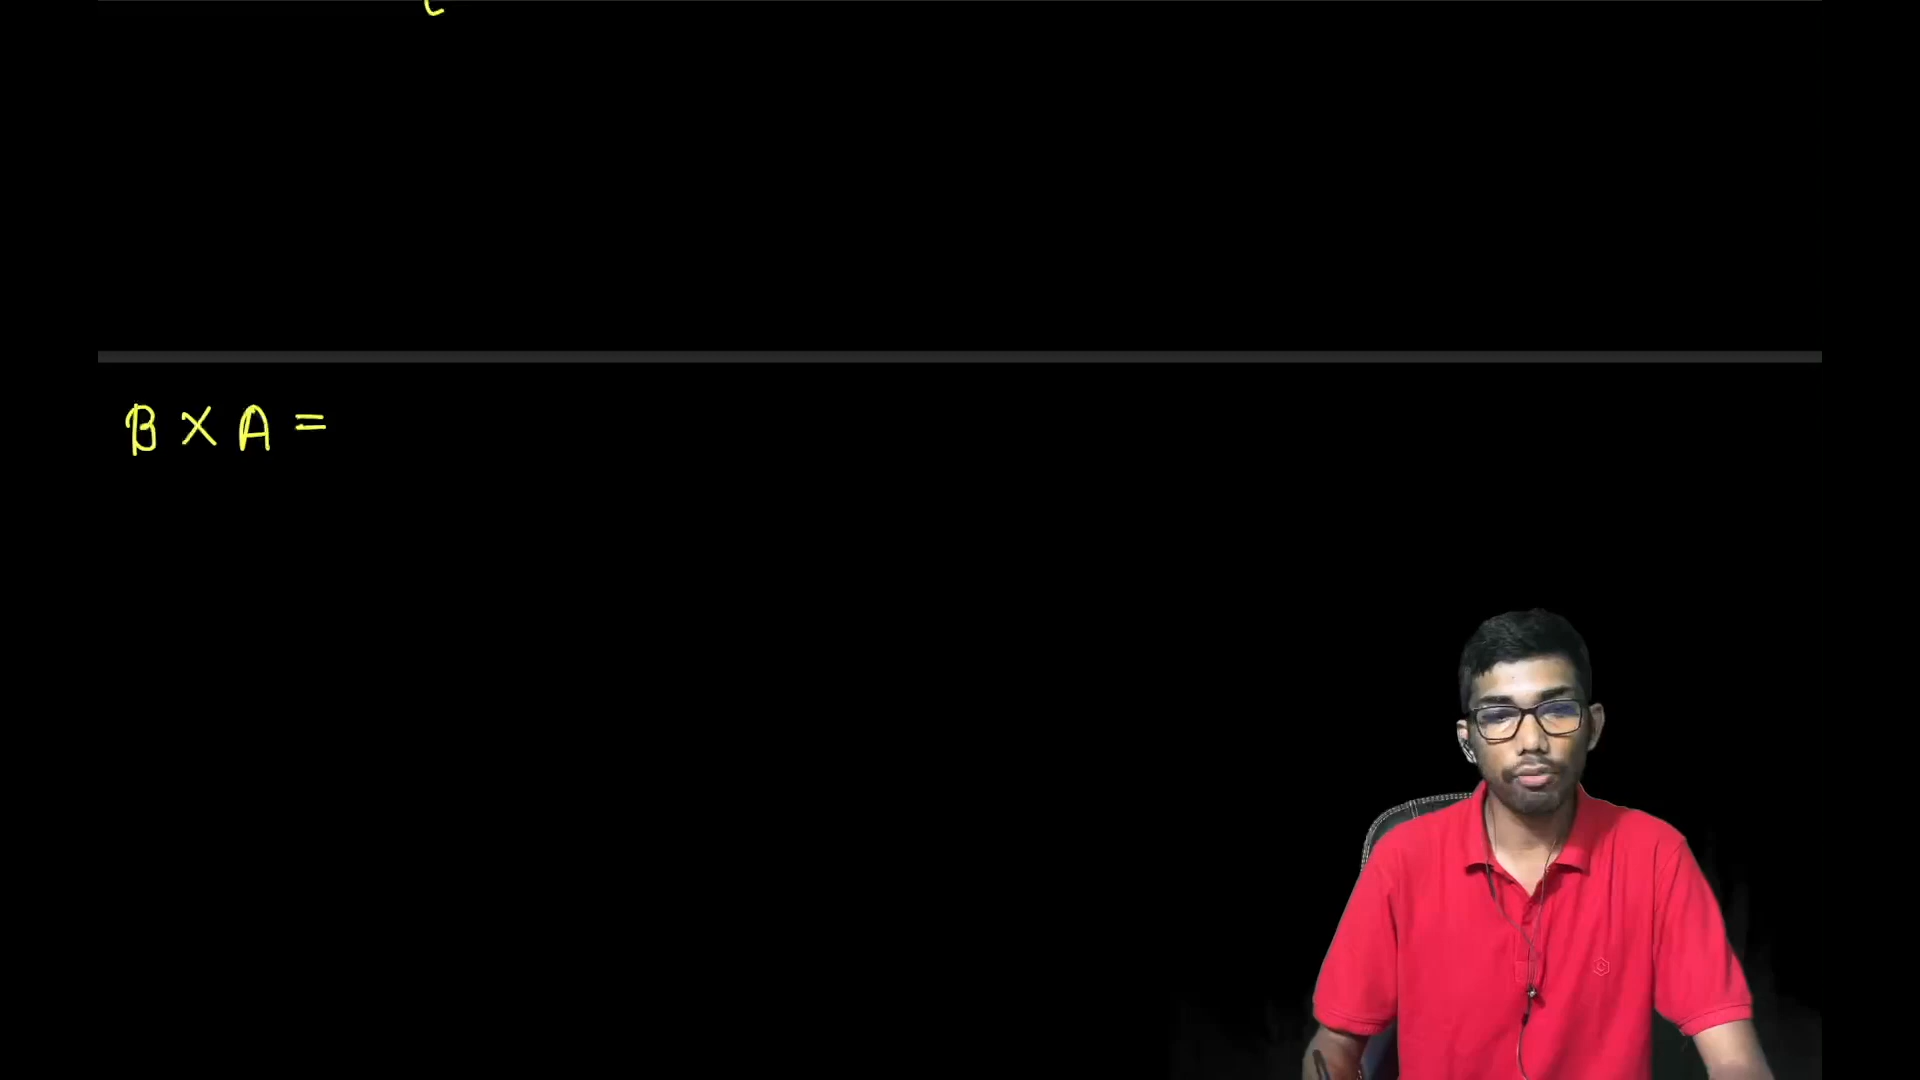 B × A =